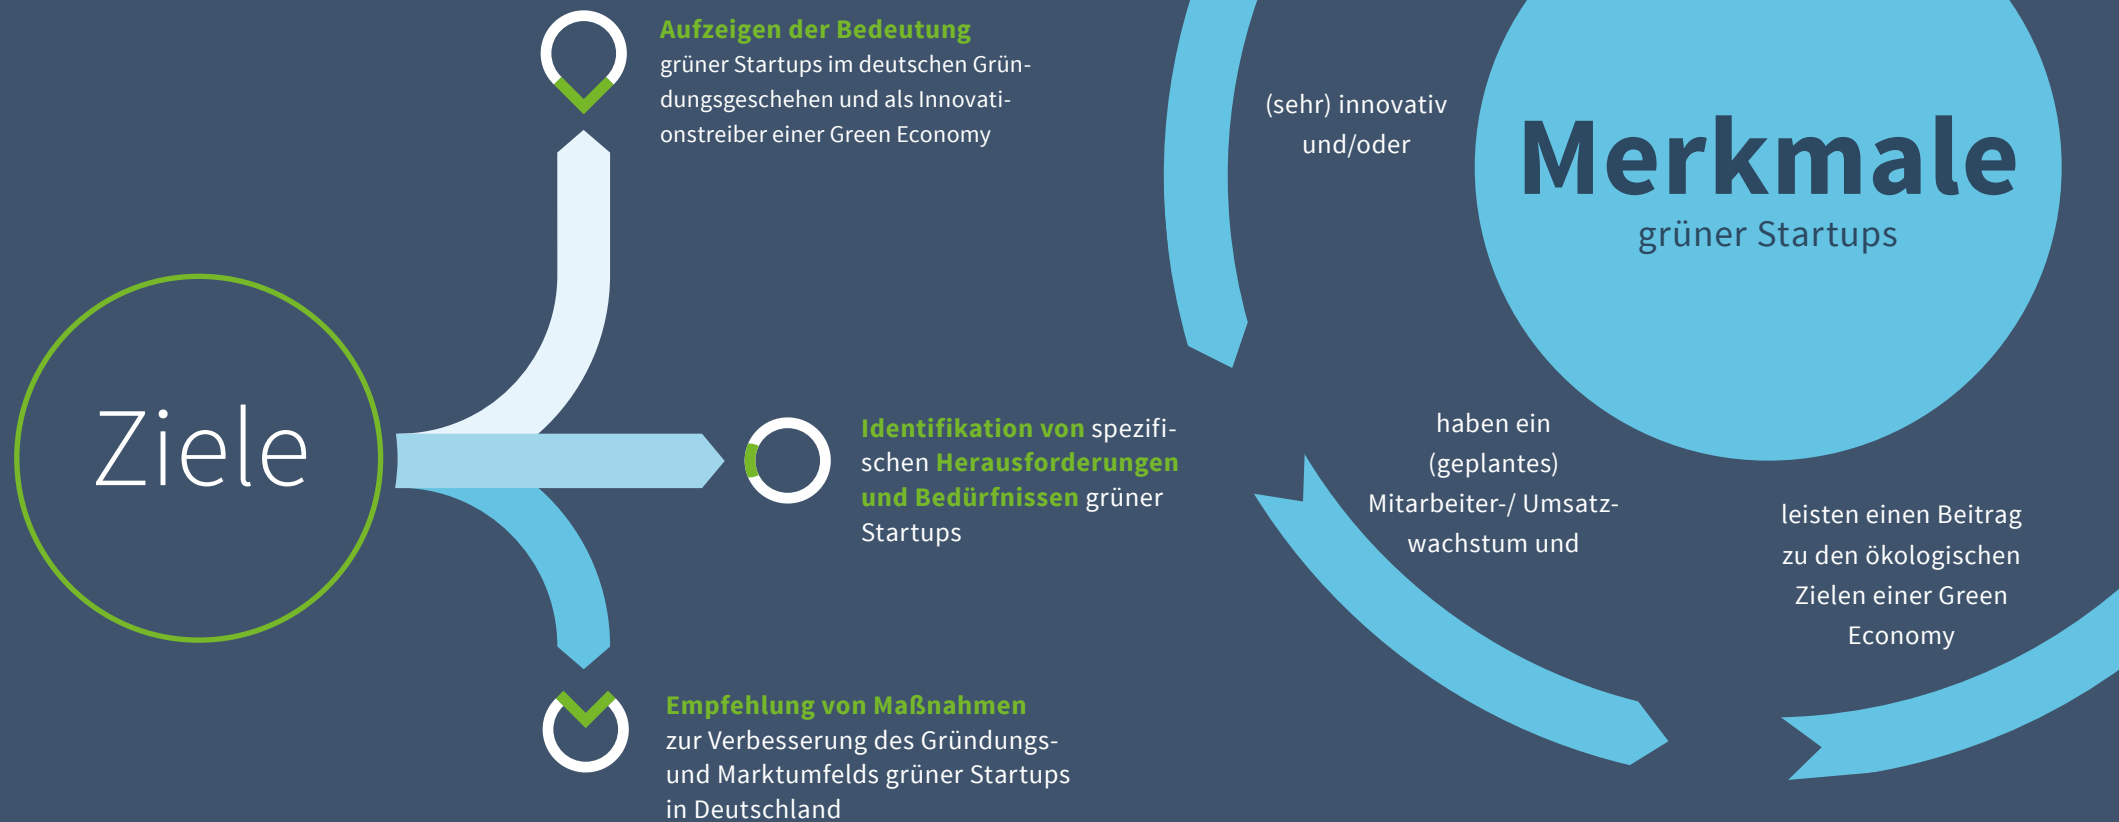 Ziele
Aufzeigen der Bedeutung
grüner Startups im deutschen Grün-
dungsgeschehen und als Innovati-
onstreiber einer Green Economy
Identifikation von spezifi-
schen Herausforderungen
und Bedürfnissen grüner
Startups
Empfehlung von Maßnahmen
zur Verbesserung des Gründungs-
und Marktumfelds grüner Startups
in Deutschland
Merkmale
grüner Startups
(sehr) innovativ
und/oder
haben ein
(geplantes)
Mitarbeiter-/ Umsatz-
wachstum und
leisten einen Beitrag
zu den ökologischen
Zielen einer Green
Economy